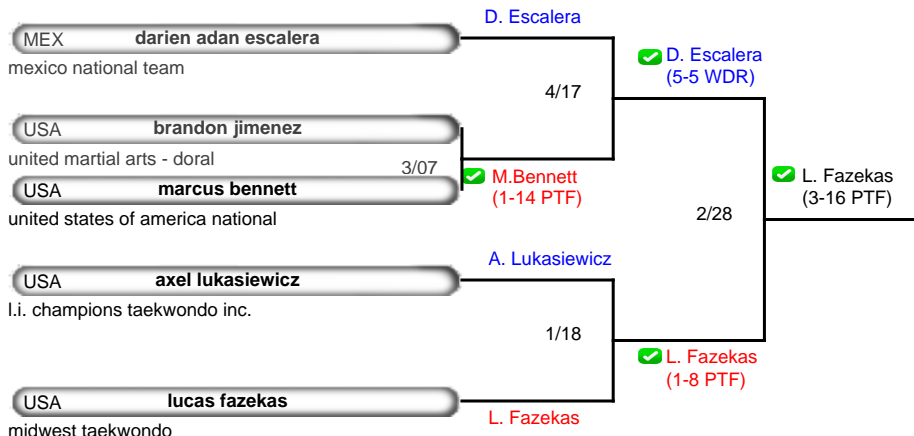 D. Escalera
MEX darien adan escalera
mexico national team
D. Escalera
(5-5 WDR)
4/17
USA brandon jimenez
united martial arts - doral
3/07
M.Bennett
(1-14 PTF)
USA marcus bennett
united states of america national
L. Fazekas
(3-16 PTF)
2/28
A. Lukasiewicz
USA axel lukasiewicz
l.i. champions taekwondo inc.
1/18
L. Fazekas
(1-8 PTF)
USA lucas fazekas
L. Fazekas
midwest taekwondo